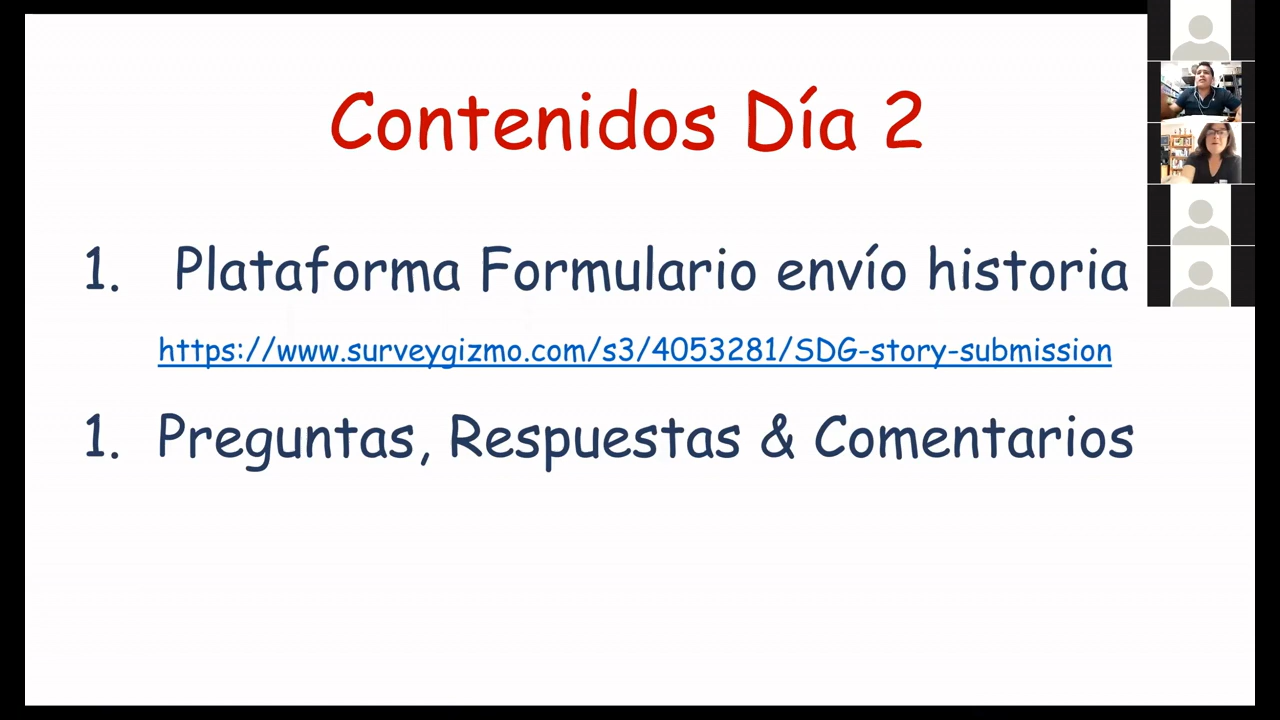 Contenidos Día 2
1. Plataforma Formulario envío historia
https://www.surveygizmo.com/s3/4053281/SDG-story-submission
1. Preguntas, Respuestas & Comentarios